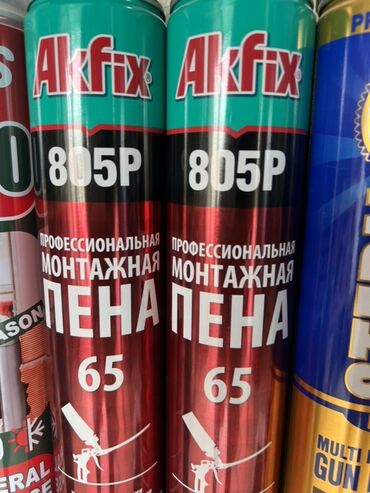 Akfix
805P
ПРОФЕССИОНАЛЬНАЯ
МОНТАЖНАЯ
ПЕНА
65
Akfix
805P
ПРОФЕССИОНАЛЬНАЯ
МОНТАЖНАЯ
ПЕНА
65
MULTI
GUN